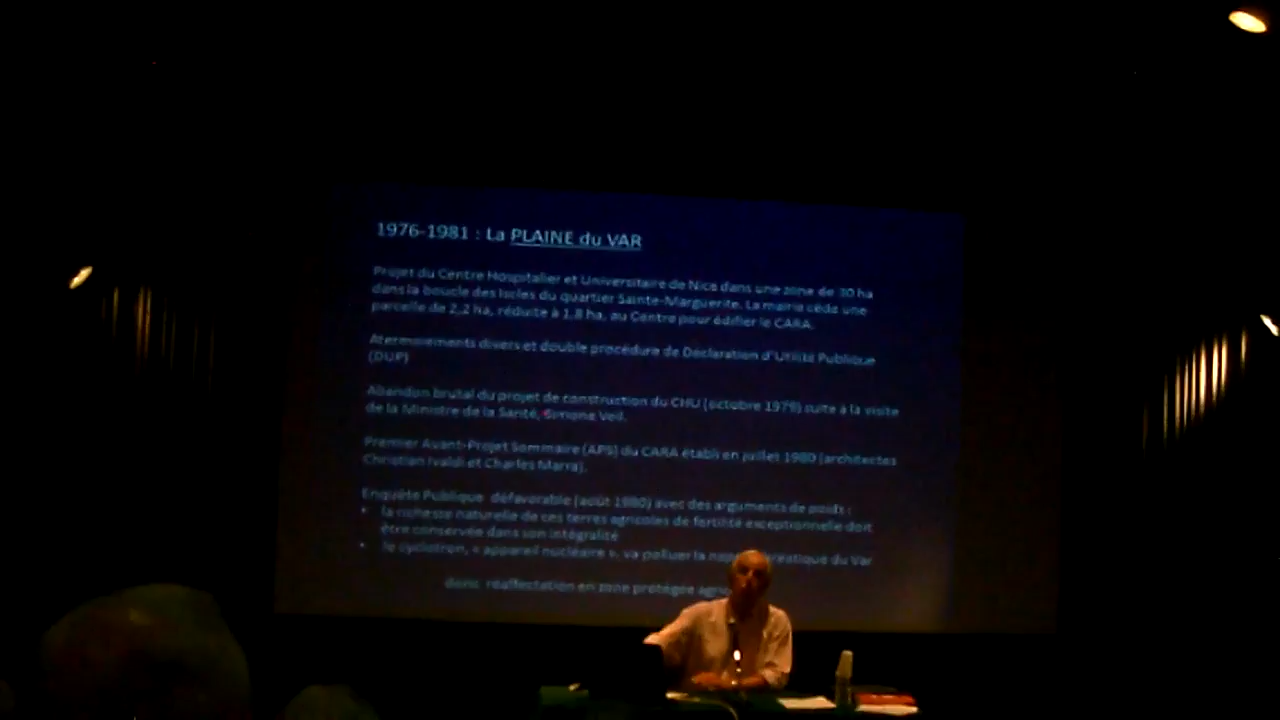 1976-1981 : La PLAINE du VAR
Projet du Centre Hospitalier et Universitaire de Nice dans une zone de 30 ha
dans la boucle des Iscles du quartier Sainte-Marguerite. La mairie cède une
parcelle de 2,2 ha, réduite à 1,8 ha, au Centre pour édifier le CARA.
Atermoiements divers et double procédure de Déclaration d'Utilité Publique
(DUP)
Abandon brutal du projet de construction du CHU (octobre 1979) suite à la visite
de la Ministre de la Santé, Simone Veil.
Premier Avant-Projet Sommaire (APS) du CARA établi en juillet 1980 (architectes
Christian Ivaldi et Charles Marra).
Enquête Publique défavorable (août 1980) avec des arguments de poids :
• la richesse naturelle de ces terres agricoles de fertilité exceptionnelle doit
être conservée dans son intégralité
• le cyclotron, « appareil nucléaire », va polluer la du Var
donc réaffectation en zone protégée